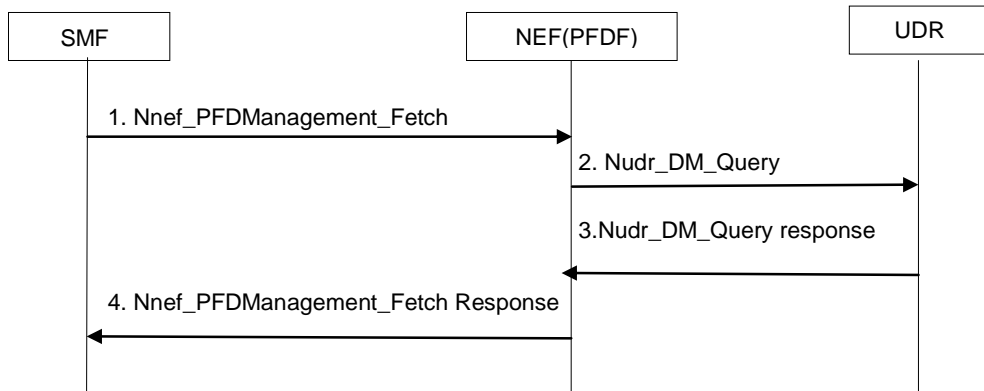 SMF
NEF(PFDF)
UDR
1. Nnef_PFDManagement_Fetch
2. Nudr_DM_Query
3.Nudr_DM_Query response
4. Nnef_PFDManagement_Fetch Response